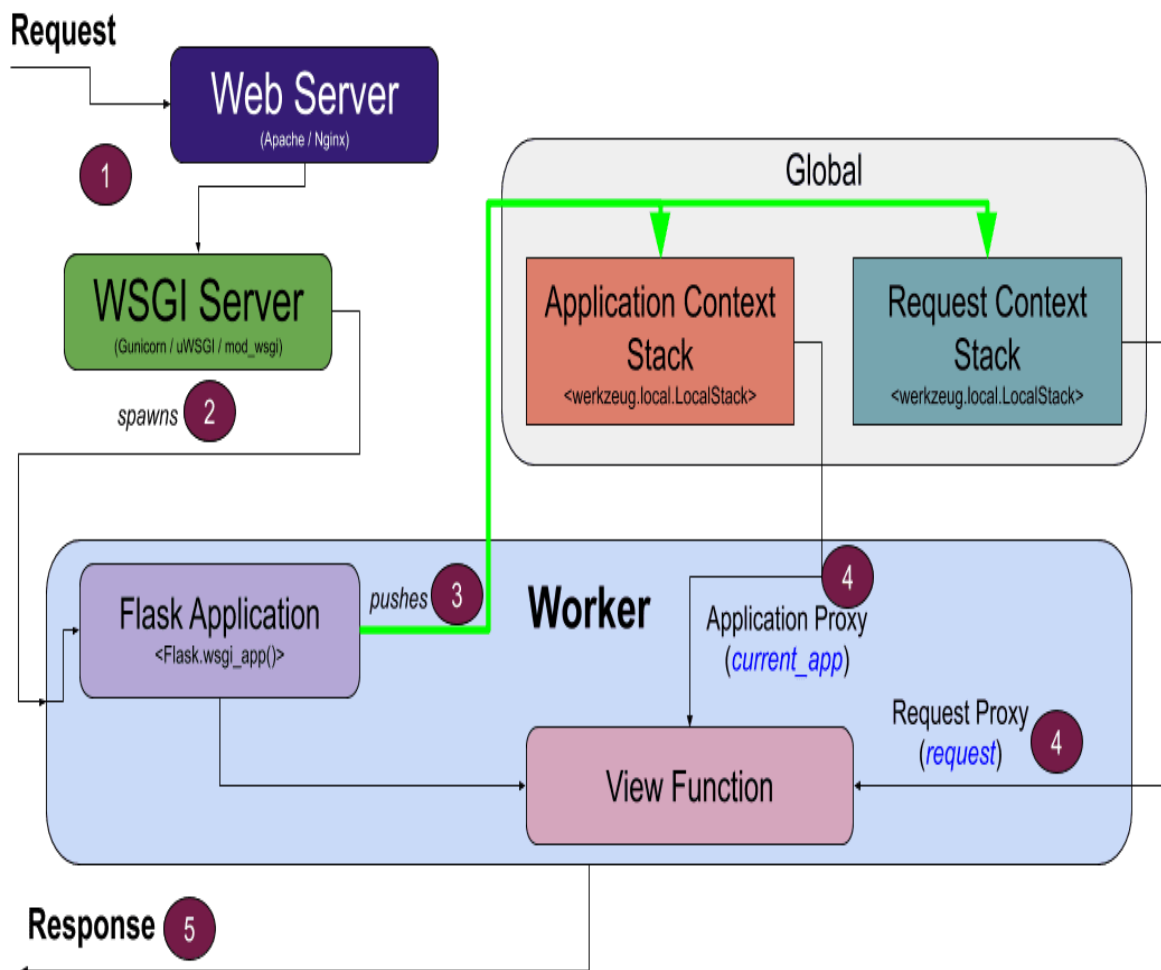 Request
Web Server
(Apache / Nginx)
1
Global
WSGI Server
(Gunicorn / uWSGI / mod_wsgi)
Application Context
Stack
<werkzeug.local.LocalStack>
Request Context
Stack
<werkzeug.local.LocalStack>
spawns
2
Flask Application
<Flask.wsgi_app()>
pushes
3
Worker
4
Application Proxy
(current_app)
Request Proxy
(request)
4
View Function
Response
5